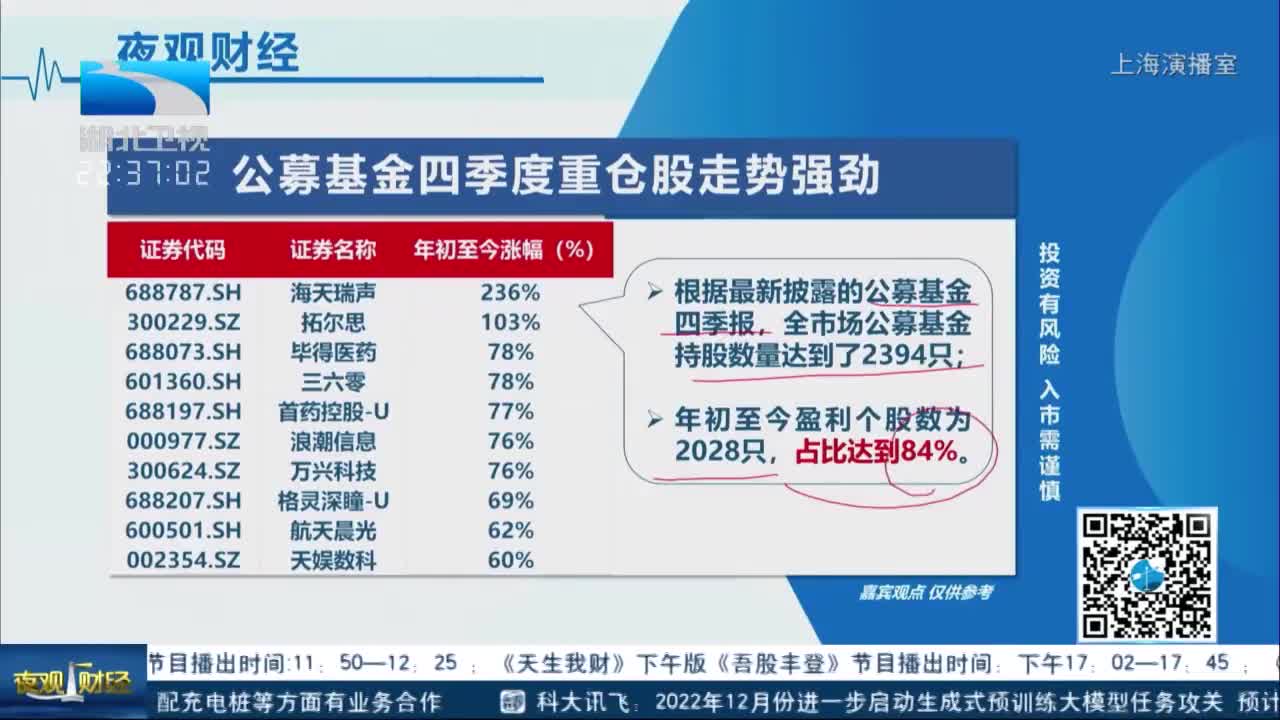 夜观财经
上海演播室
湖北卫视
22:37:02
公募基金四季度重仓股走势强劲
证券代码 证券名称 年初至今涨幅（%）
688787.SH 海天瑞声 236%
300229.SZ 拓尔思 103%
688073.SH 毕得医药 78%
601360.SH 三六零 78%
688197.SH 首药控股-U 77%
000977.SZ 浪潮信息 76%
300624.SZ 万兴科技 76%
688207.SH 格灵深瞳-U 69%
600501.SH 航天晨光 62%
002354.SZ 天娱数科 60%
根据最新披露的公募基金
四季报，全市场公募基金
持股数量达到了2394只；
年初至今盈利个股数为
2028只，占比达到84%。
投资有风险 入市需谨慎
嘉宾观点 仅供参考
夜观财经
节目播出时间:11：50—12：25 ；《天生我财》下午版《吾股丰登》节目播出时间：下午17：02—17：45 ；
配充电桩等方面有业务合作 科大讯飞：2022年12月份进一步启动生成式预训练大模型任务攻关 预计